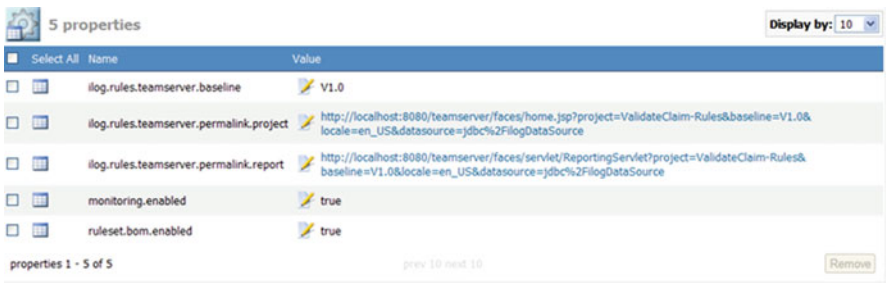 5 properties
Display by: 10
Select All Name Value
ilog.rules.teamserver.baseline V1.0
ilog.rules.teamserver.permalink.project http://localhost:8080/teamserver/faces/home.jsp?project=ValidateClaim-Rules&baseline=V1.0&
locale=en_US&datasource=jdbc%2FilogDataSource
ilog.rules.teamserver.permalink.report http://localhost:8080/teamserver/faces/servlet/ReportingServlet?project=ValidateClaim-Rules&
baseline=V1.0&locale=en_US&datasource=jdbc%2FilogDataSource
monitoring.enabled true
ruleset.bom.enabled true
properties 1 - 5 of 5 prev 10 next 10 Remove